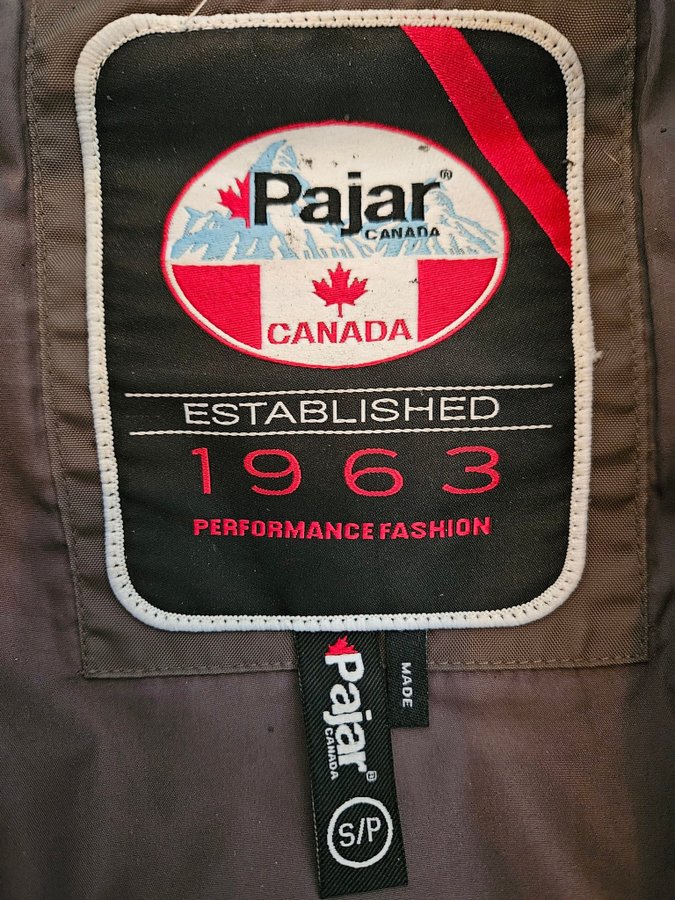 Pajar®
CANADA
CANADA
ESTABLISHED
1963
PERFORMANCE FASHION
Pajar®
CANADA
S/P
MADE